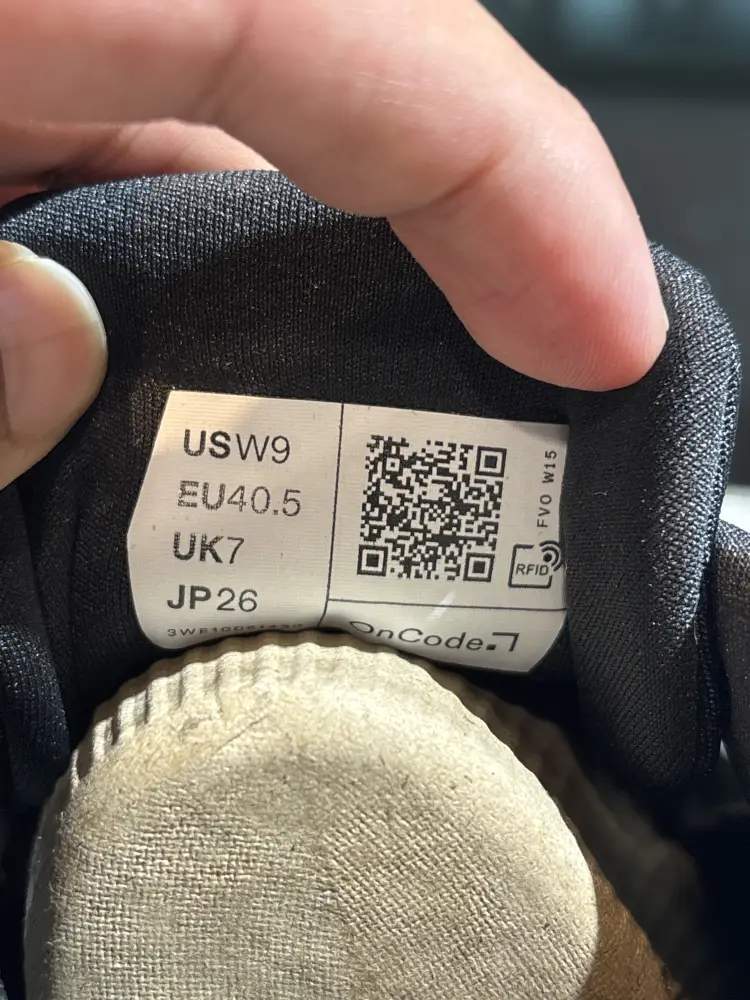 USW9
EU40.5
UK7
JP26
FVO W15
RFID
OnCode